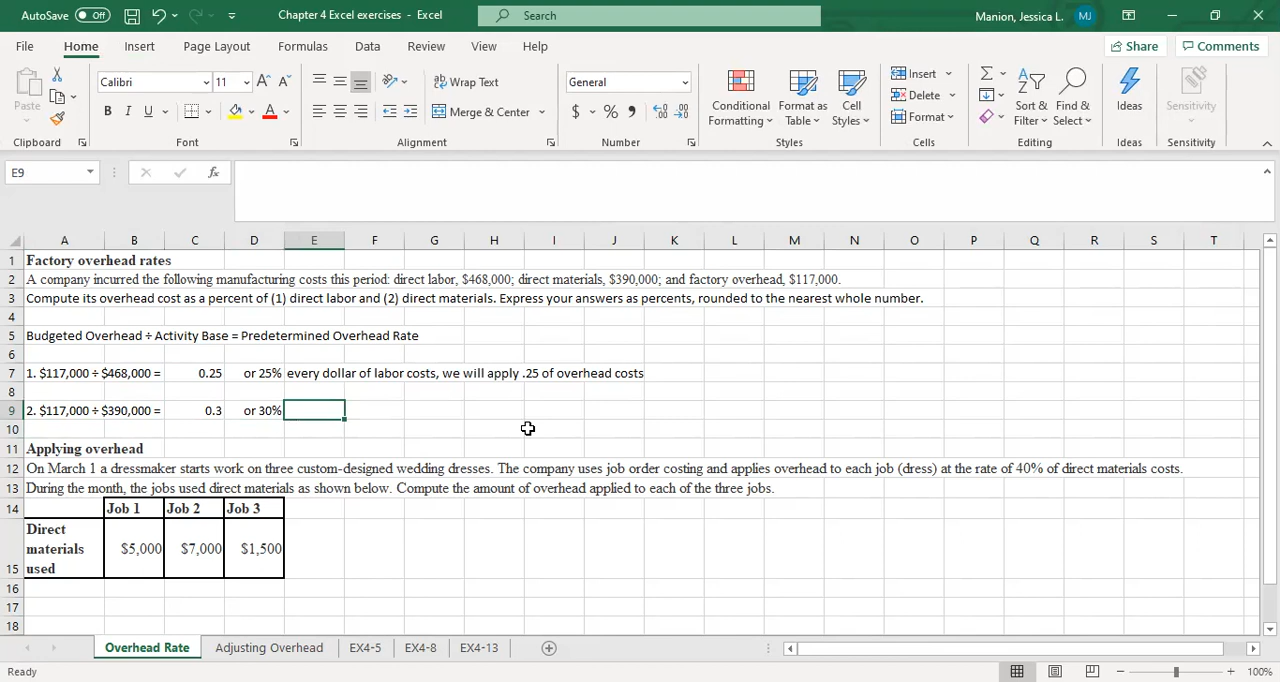 AutoSave Off Chapter 4 Excel exercises - Excel Search Manion, Jessica L. MJ
File Home Insert Page Layout Formulas Data Review View Help Share Comments
Paste Calibri 11 A A Wrap Text General Conditional Formatting Format as Table Cell Styles Insert Sort & Filter Find & Select Ideas Sensitivity
B I U A Merge & Center $ % , Delete
Format
Clipboard Font Alignment Number Styles Cells Editing Ideas Sensitivity
E9 fx
A B C D E F G H I J K L M N O P Q R S T
1 Factory overhead rates
2 A company incurred the following manufacturing costs this period: direct labor, $468,000; direct materials, $390,000; and factory overhead, $117,000.
3 Compute its overhead cost as a percent of (1) direct labor and (2) direct materials. Express your answers as percents, rounded to the nearest whole number.
4
5 Budgeted Overhead ÷ Activity Base = Predetermined Overhead Rate
6
7 1. $117,000 ÷ $468,000 = 0.25 or 25% every dollar of labor costs, we will apply .25 of overhead costs
8
9 2. $117,000 ÷ $390,000 = 0.3 or 30%
10
11 Applying overhead
12 On March 1 a dressmaker starts work on three custom-designed wedding dresses. The company uses job order costing and applies overhead to each job (dress) at the rate of 40% of direct materials costs.
13 During the month, the jobs used direct materials as shown below. Compute the amount of overhead applied to each of the three jobs.
14 Job 1 Job 2 Job 3
15 Direct materials used $5,000 $7,000 $1,500
16
17
18
Overhead Rate Adjusting Overhead EX4-5 EX4-8 EX4-13
Ready 100%